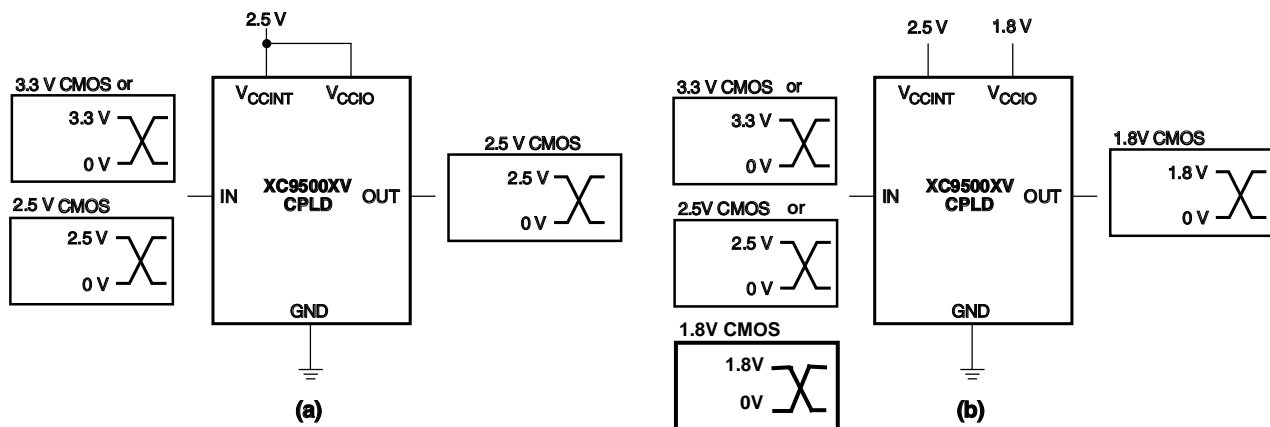 2.5 V
V_CCINT V_CCIO
3.3 V CMOS or
3.3 V
0 V
2.5 V CMOS
2.5 V
0 V
IN
XC9500XV
CPLD
OUT
GND
2.5 V CMOS
2.5 V
0 V
(a)
2.5 V 1.8 V
V_CCINT V_CCIO
3.3 V CMOS or
3.3 V
0 V
2.5V CMOS or
2.5 V
0 V
1.8V CMOS
1.8V
0V
IN
XC9500XV
CPLD
OUT
GND
1.8V CMOS
1.8 V
0 V
(b)